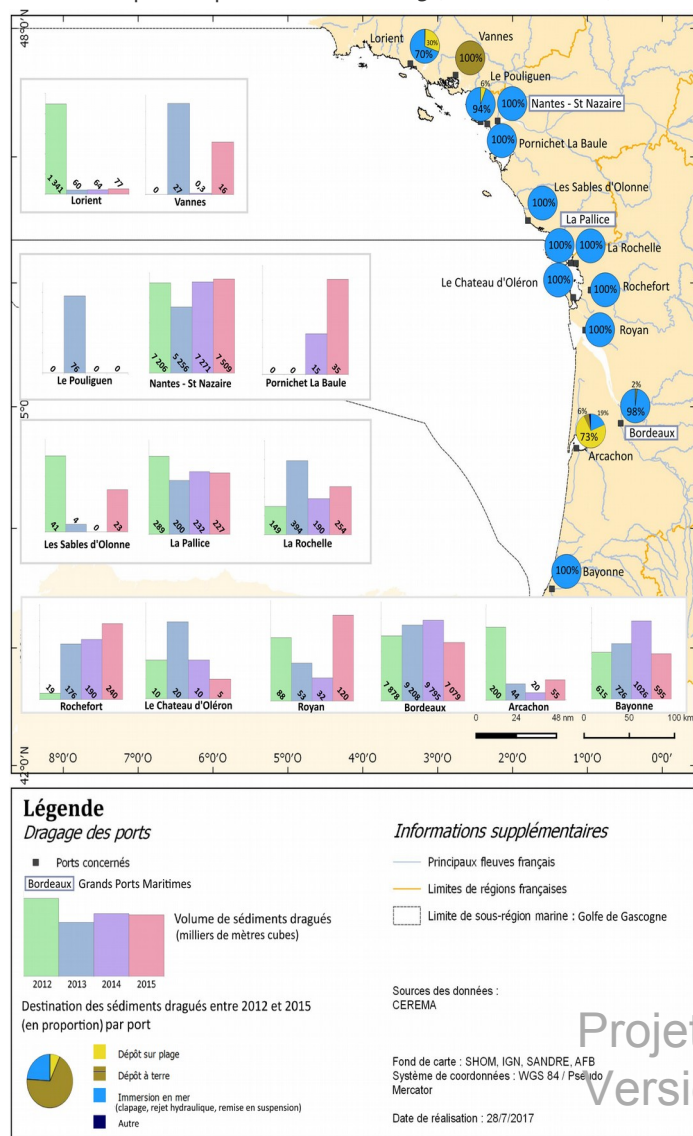 48°0'N
Lorient
30%
70%
Vannes
100%
Le Pouliguen
6%
94%
100%
Nantes - St Nazaire
100%
Pornichet La Baule
1 341
60
64
77
Lorient
0
27
0,3
16
Vannes
Les Sables d'Olonne
100%
La Pallice
100%
100%
La Rochelle
Le Chateau d'Oléron
100%
100%
Rochefort
100%
Royan
0
76
0
0
Le Pouliguen
7 206
5 256
7 271
7 509
Nantes - St Nazaire
0
0
15
35
Pornichet La Baule
5°0
2%
98%
Bordeaux
6%
19%
73%
Arcachon
41
4
0
23
Les Sables d'Olonne
289
200
232
227
La Pallice
149
394
190
254
La Rochelle
100%
Bayonne
19
176
190
240
Rochefort
10
20
10
5
Le Chateau d'Oléron
88
53
32
120
Royan
7 878
9 208
9 795
7 079
Bordeaux
200
44
20
55
Arcachon
615
726
1026
595
Bayonne
0 24 48 nm
0 50 100 km
42°0'N
8°0 7°0 6°0 5°0 4°0 3°0 2°0 1°0 0°0
Légende
Dragage des ports
Ports concernés
Bordeaux Grands Ports Maritimes
Volume de sédiments dragués
(milliers de mètres cubes)
2012 2013 2014 2015
Destination des sédiments dragués entre 2012 et 2015
(en proportion) par port
Dépôt sur plage
Dépôt à terre
Immersion en mer
(clapage, rejet hydraulique, remise en suspension)
Autre
Informations supplémentaires
Principaux fleuves français
Limites de régions françaises
Limite de sous-région marine : Golfe de Gascogne
Sources des données :
CEREMA
Fond de carte : SHOM, IGN, SANDRE, AFB
Système de coordonnées : WGS 84 / Pseudo
Mercator
Date de réalisation : 28/7/2017
Projet
Versi